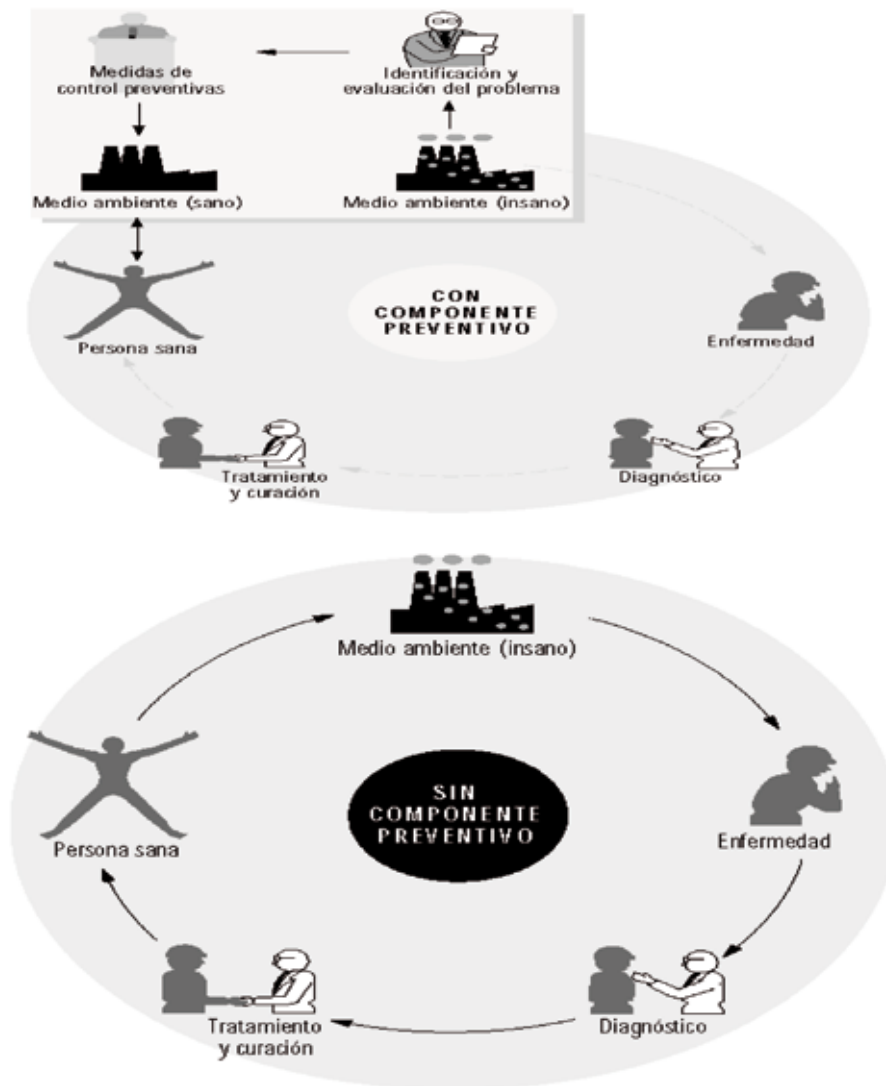 Medidas de
control preventivas
Identificación y
evaluación del problema
Medio ambiente (sano)
Medio ambiente (insano)
CON
COMPONENTE
PREVENTIVO
Persona sana
Enfermedad
Tratamiento
y curación
Diagnóstico
Medio ambiente (insano)
SIN
COMPONENTE
PREVENTIVO
Persona sana
Enfermedad
Tratamiento
y curación
Diagnóstico